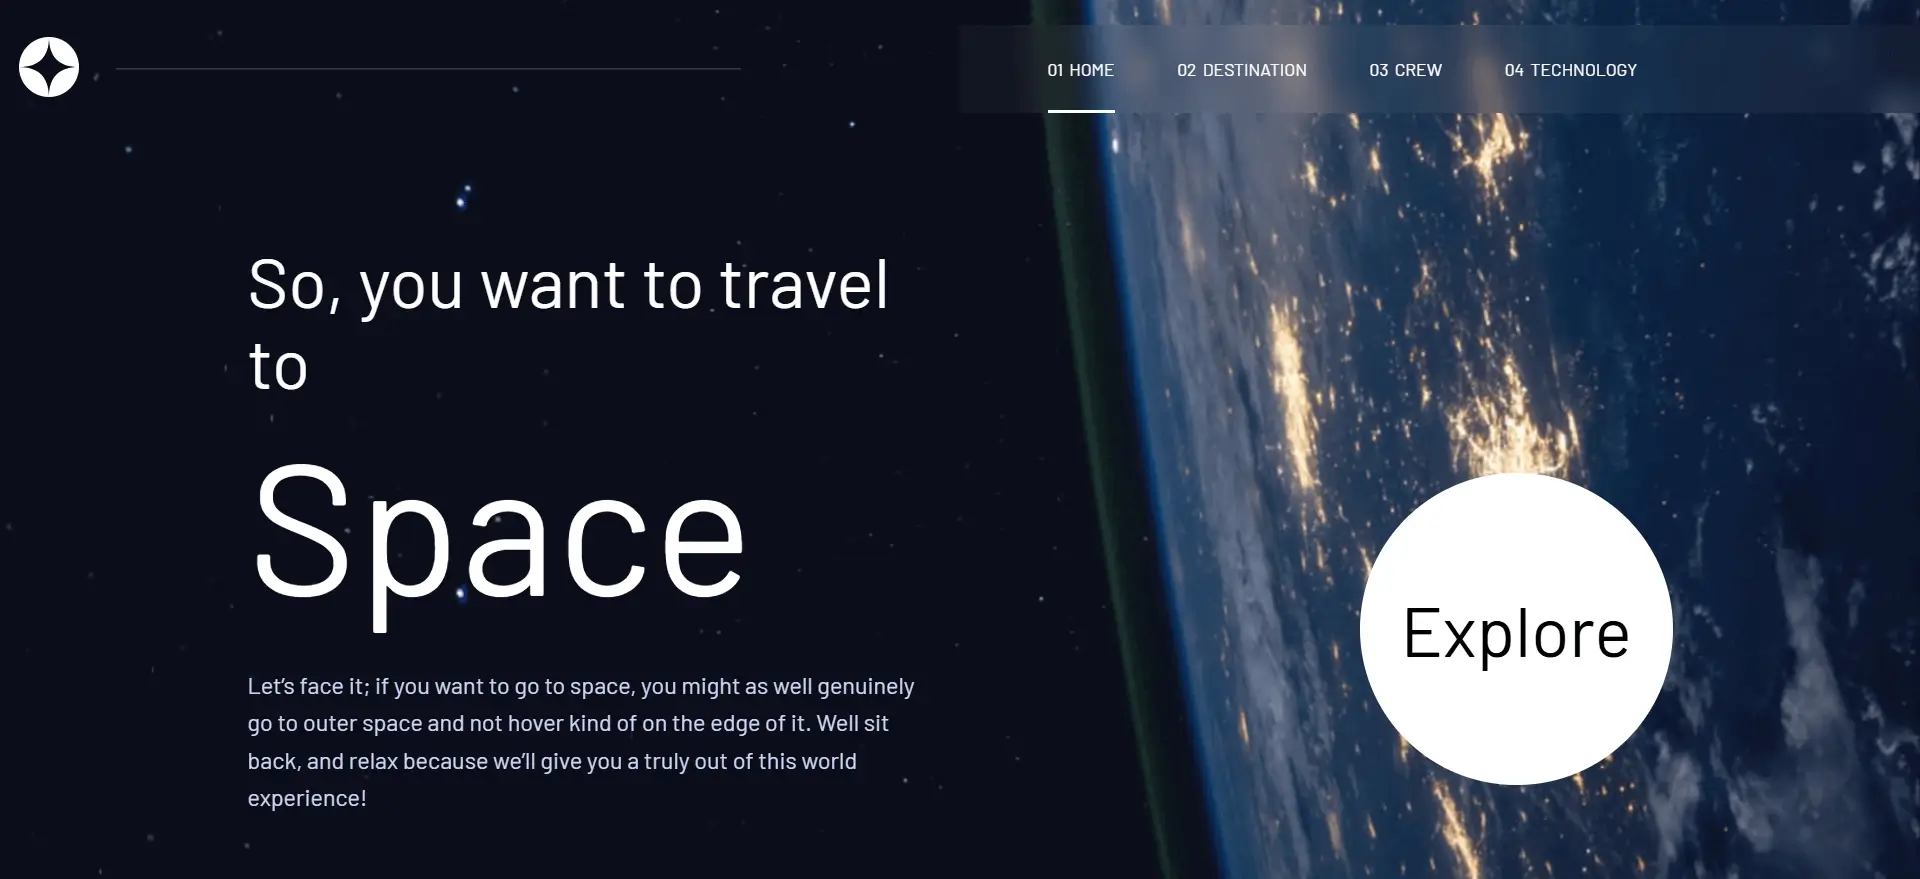 01 HOME 02 DESTINATION 03 CREW 04 TECHNOLOGY
So, you want to travel
to
Space
Let’s face it; if you want to go to space, you might as well genuinely
go to outer space and not hover kind of on the edge of it. Well sit
back, and relax because we’ll give you a truly out of this world
experience!
Explore